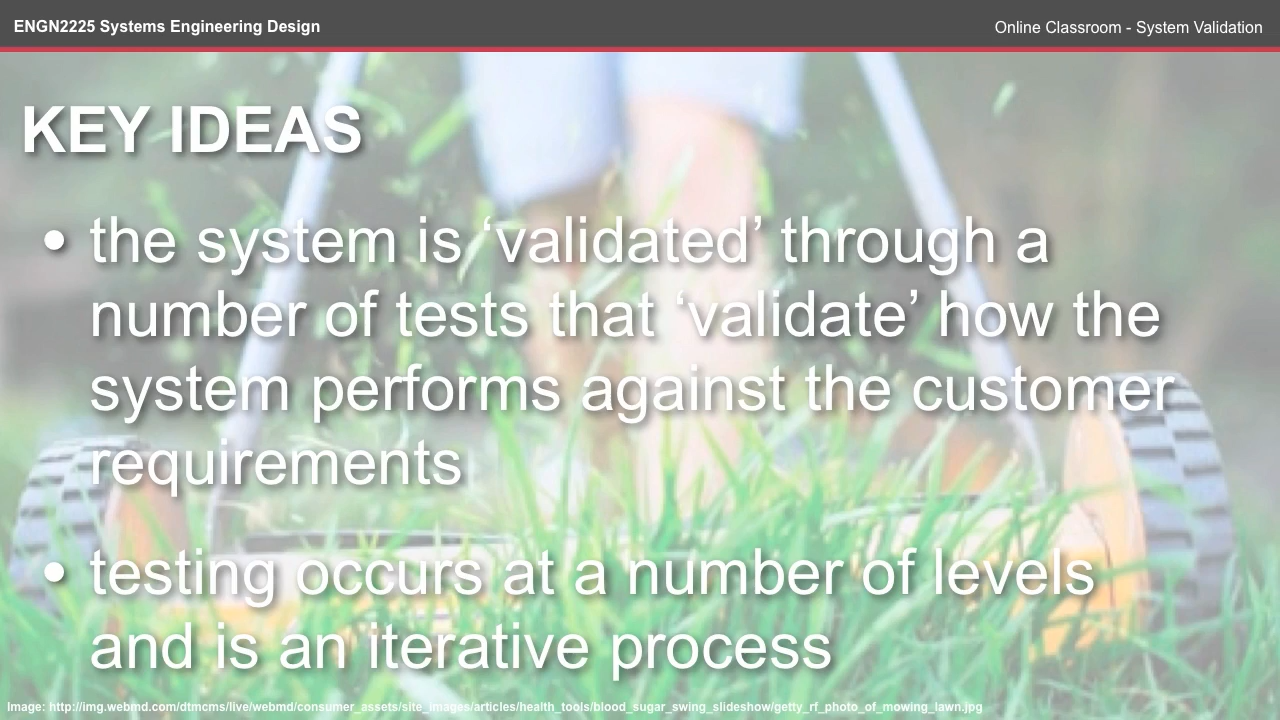 ENGN2225 Systems Engineering Design
Online Classroom - System Validation
KEY IDEAS
• the system is ‘validated’ through a
number of tests that ‘validate’ how the
system performs against the customer
requirements
• testing occurs at a number of levels
and is an iterative process
Image: http://img.webmd.com/dtmcms/live/webmd/consumer_assets/site_images/articles/health_tools/blood_sugar_swing_slideshow/getty_rf_photo_of_mowing_lawn.jpg